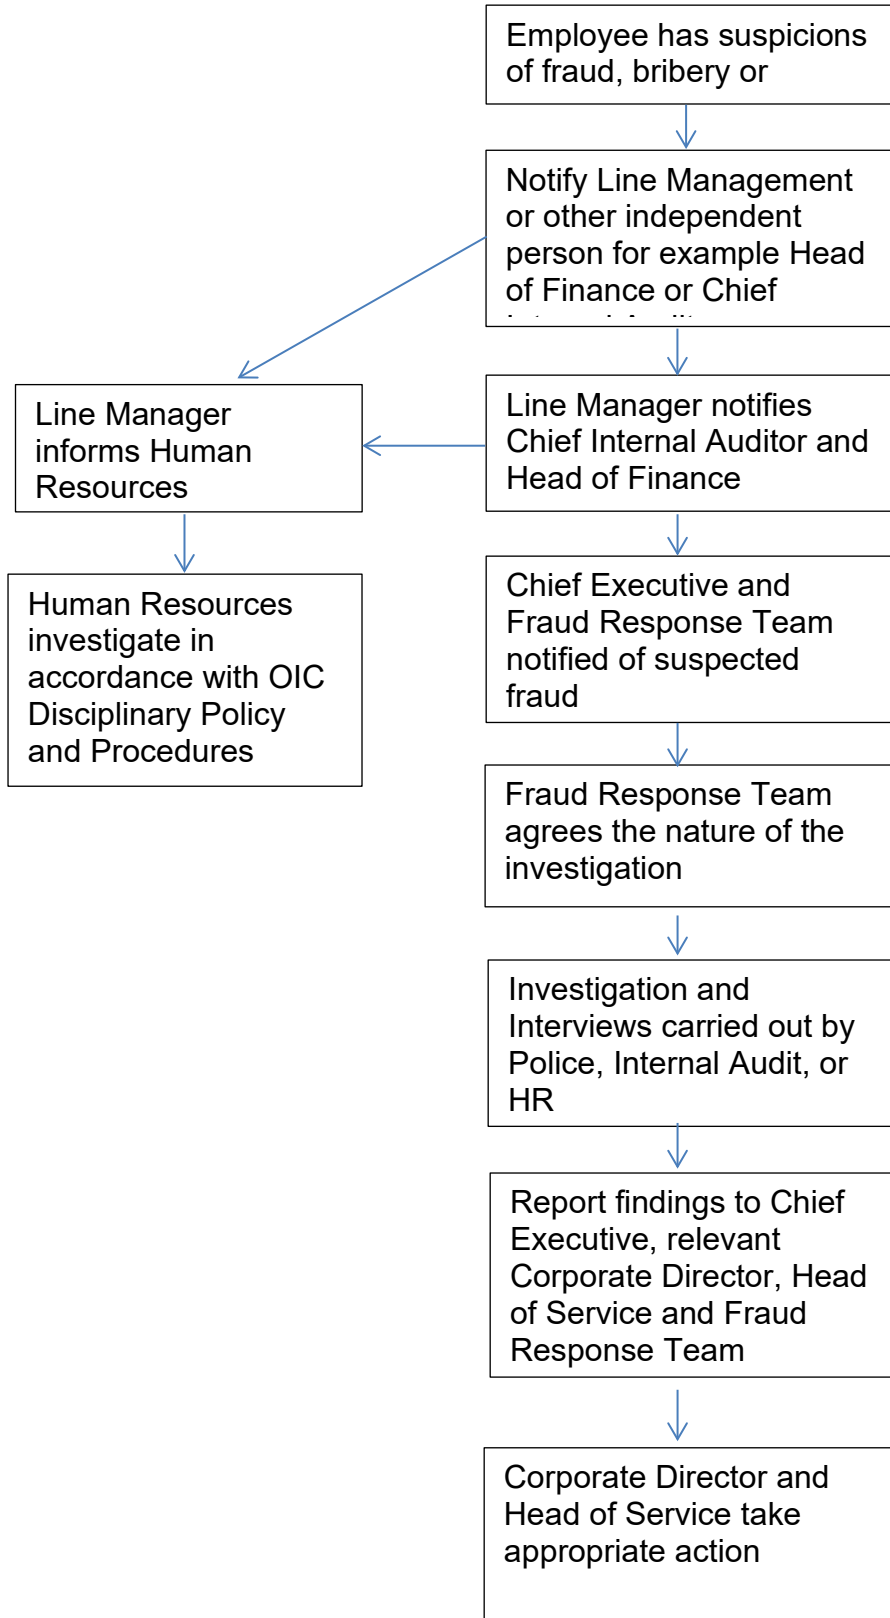 Employee has suspicions
of fraud, bribery or
Notify Line Management
or other independent
person for example Head
of Finance or Chief
Line Manager
informs Human
Resources
Line Manager notifies
Chief Internal Auditor and
Head of Finance
Human Resources
investigate in
accordance with OIC
Disciplinary Policy
and Procedures
Chief Executive and
Fraud Response Team
notified of suspected
fraud
Fraud Response Team
agrees the nature of the
investigation
Investigation and
Interviews carried out by
Police, Internal Audit, or
HR
Report findings to Chief
Executive, relevant
Corporate Director, Head
of Service and Fraud
Response Team
Corporate Director and
Head of Service take
appropriate action